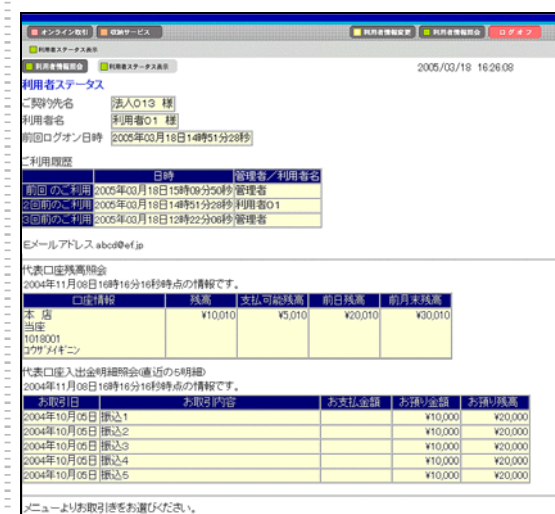 オンライン取引 収納サービス 利用者情報変更 利用者情報照会 ログオフ
利用者ステータス表示
利用者情報照会 利用者ステータス表示 2005/03/18 16:26:08
利用者ステータス
ご契約先名 法人013 様
利用者名 利用者01 様
前回ログオン日時 2005年03月18日14時51分28秒
ご利用履歴
日時 管理者/利用者名
前回 のご利用 2005年03月18日15時09分50秒 管理者
2回前のご利用 2005年03月18日14時51分28秒 利用者01
3回前のご利用 2005年03月18日12時22分06秒 管理者
Eメールアドレス abcd@ef.jp
代表口座残高照会
2004年11月08日16時16分16秒時点の情報です。
口座情報 残高 支払可能残高 前日残高 前月末残高
本 店 ¥10,010 ¥5,010 ¥20,010 ¥30,010
当座
1018001
コウザメイギニン
代表口座入出金明細照会(直近の5明細)
2004年11月08日16時16分16秒時点の情報です。
お取引日 お取引内容 お支払金額 お預り金額 お預り残高
2004年10月05日 振込1 ¥10,000 ¥20,000
2004年10月05日 振込2 ¥10,000 ¥20,000
2004年10月05日 振込3 ¥10,000 ¥20,000
2004年10月05日 振込4 ¥10,000 ¥20,000
2004年10月05日 振込5 ¥10,000 ¥20,000
メニューよりお取引きをお選びください。